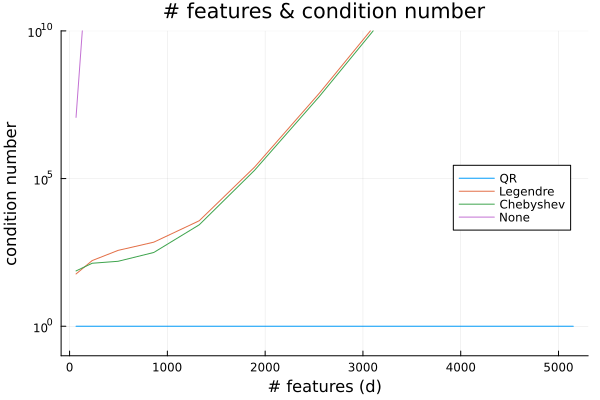 # features & condition number
condition number
10^10
10^5
10^0
QR
Legendre
Chebyshev
None
0 1000 2000 3000 4000 5000
# features (d)